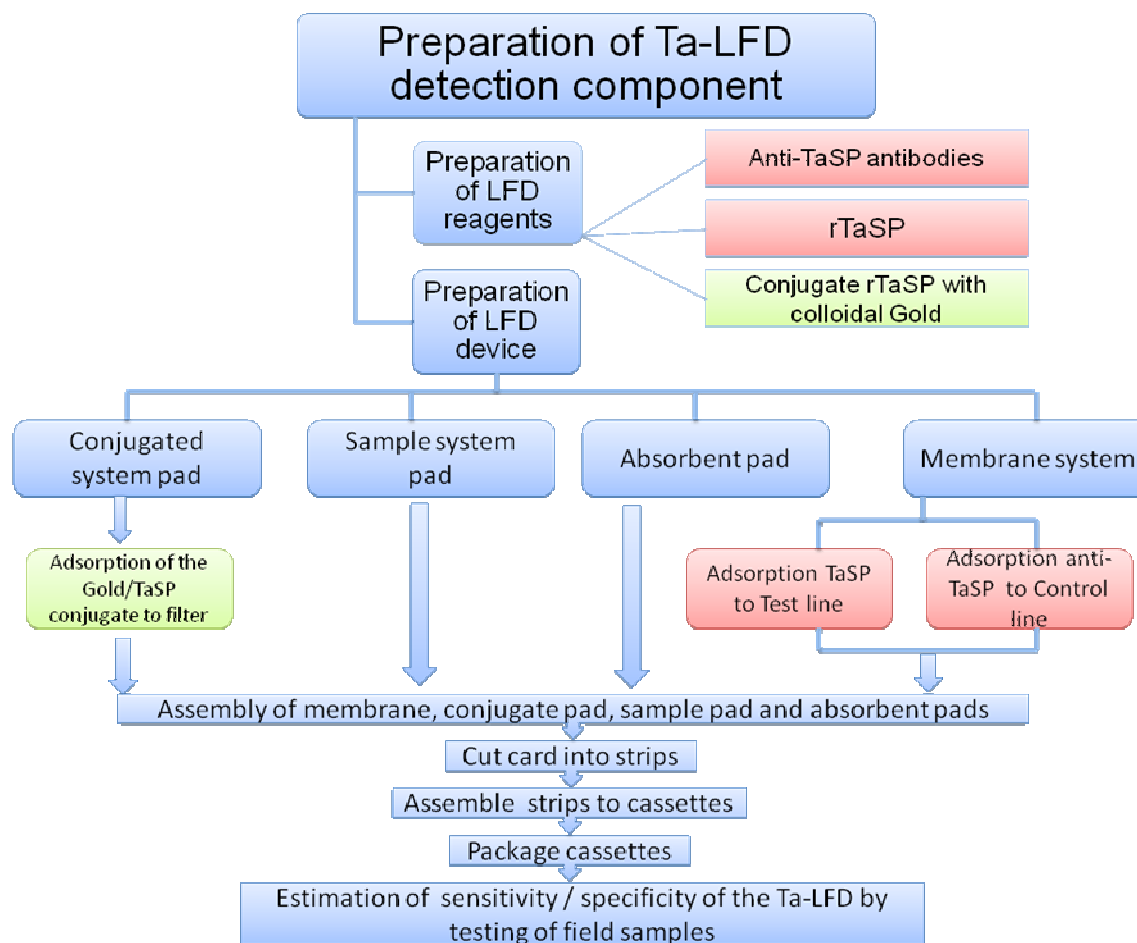 Preparation of Ta-LFD
detection component
Preparation
of LFD
reagents
Anti-TaSP antibodies
rTaSP
Conjugate rTaSP with
colloidal Gold
Preparation
of LFD
device
Conjugated
system pad
Sample system
pad
Absorbent pad
Membrane system
Adsorption of the
Gold/TaSP
conjugate to filter
Adsorption TaSP
to Test line
Adsorption anti-
TaSP to Control
line
Assembly of membrane, conjugate pad, sample pad and absorbent pads
Cut card into strips
Assemble strips to cassettes
Package cassettes
Estimation of sensitivity / specificity of the Ta-LFD by
testing of field samples